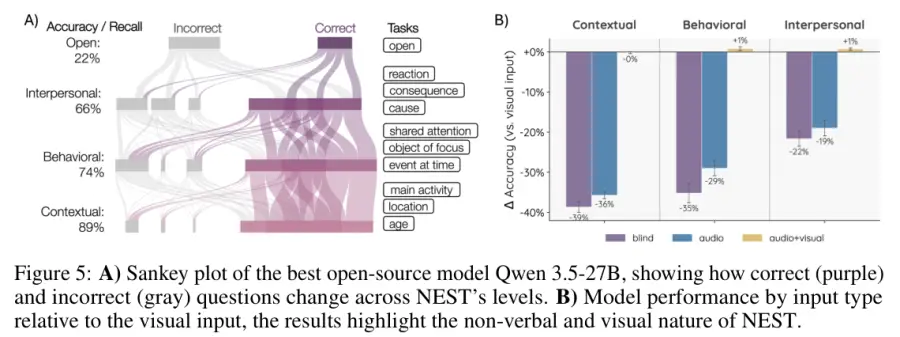 A)
Accuracy / Recall
Incorrect
Correct
Tasks
Open:
22%
open
Interpersonal:
66%
reaction
consequence
cause
Behavioral:
74%
shared attention
object of focus
event at time
Contextual:
89%
main activity
location
age
B)
Contextual
Behavioral
Interpersonal
Δ Accuracy (vs. visual input)
+0%
-10%
-20%
-30%
-40%
-39%
-36%
-0%
-35%
-29%
+1%
-22%
-19%
+1%
blind
audio
audio+visual
Figure 5: A) Sankey plot of the best open-source model Qwen 3.5-27B, showing how correct (purple)
and incorrect (gray) questions change across NEST's levels. B) Model performance by input type
relative to the visual input, the results highlight the non-verbal and visual nature of NEST.